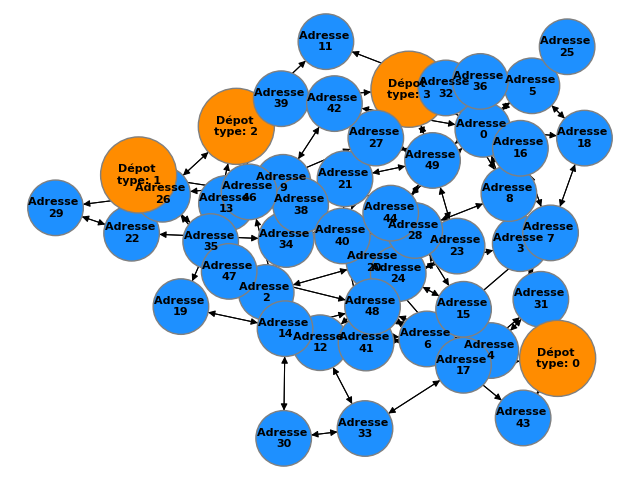 Adresse
11
Adresse
25
Adresse
36
Adresse
32
Adresse
5
Dépot
type: 3
Adresse
39
Adresse
42
Dépot
type: 2
Adresse
27
Adresse
0
Adresse
18
Adresse
16
Adresse
49
Dépot
type: 1
Adresse
21
Adresse
9
Adresse
46
Adresse
26
Adresse
13
Adresse
38
Adresse
8
Adresse
29
Adresse
44
Adresse
22
Adresse
35
Adresse
34
Adresse
40
Adresse
28
Adresse
23
Adresse
3
Adresse
7
Adresse
47
Adresse
24
Adresse
2
Adresse
19
Adresse
48
Adresse
15
Adresse
31
Adresse
14
Adresse
12
Adresse
41
Adresse
6
Adresse
4
Adresse
17
Dépot
type: 0
Adresse
43
Adresse
33
Adresse
30